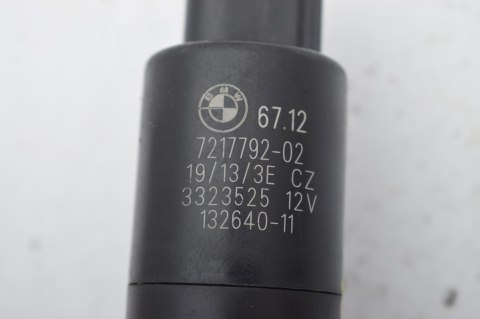 BMW
67.12
7217792-02
19/13/3E CZ
3323525 12V
132640-11